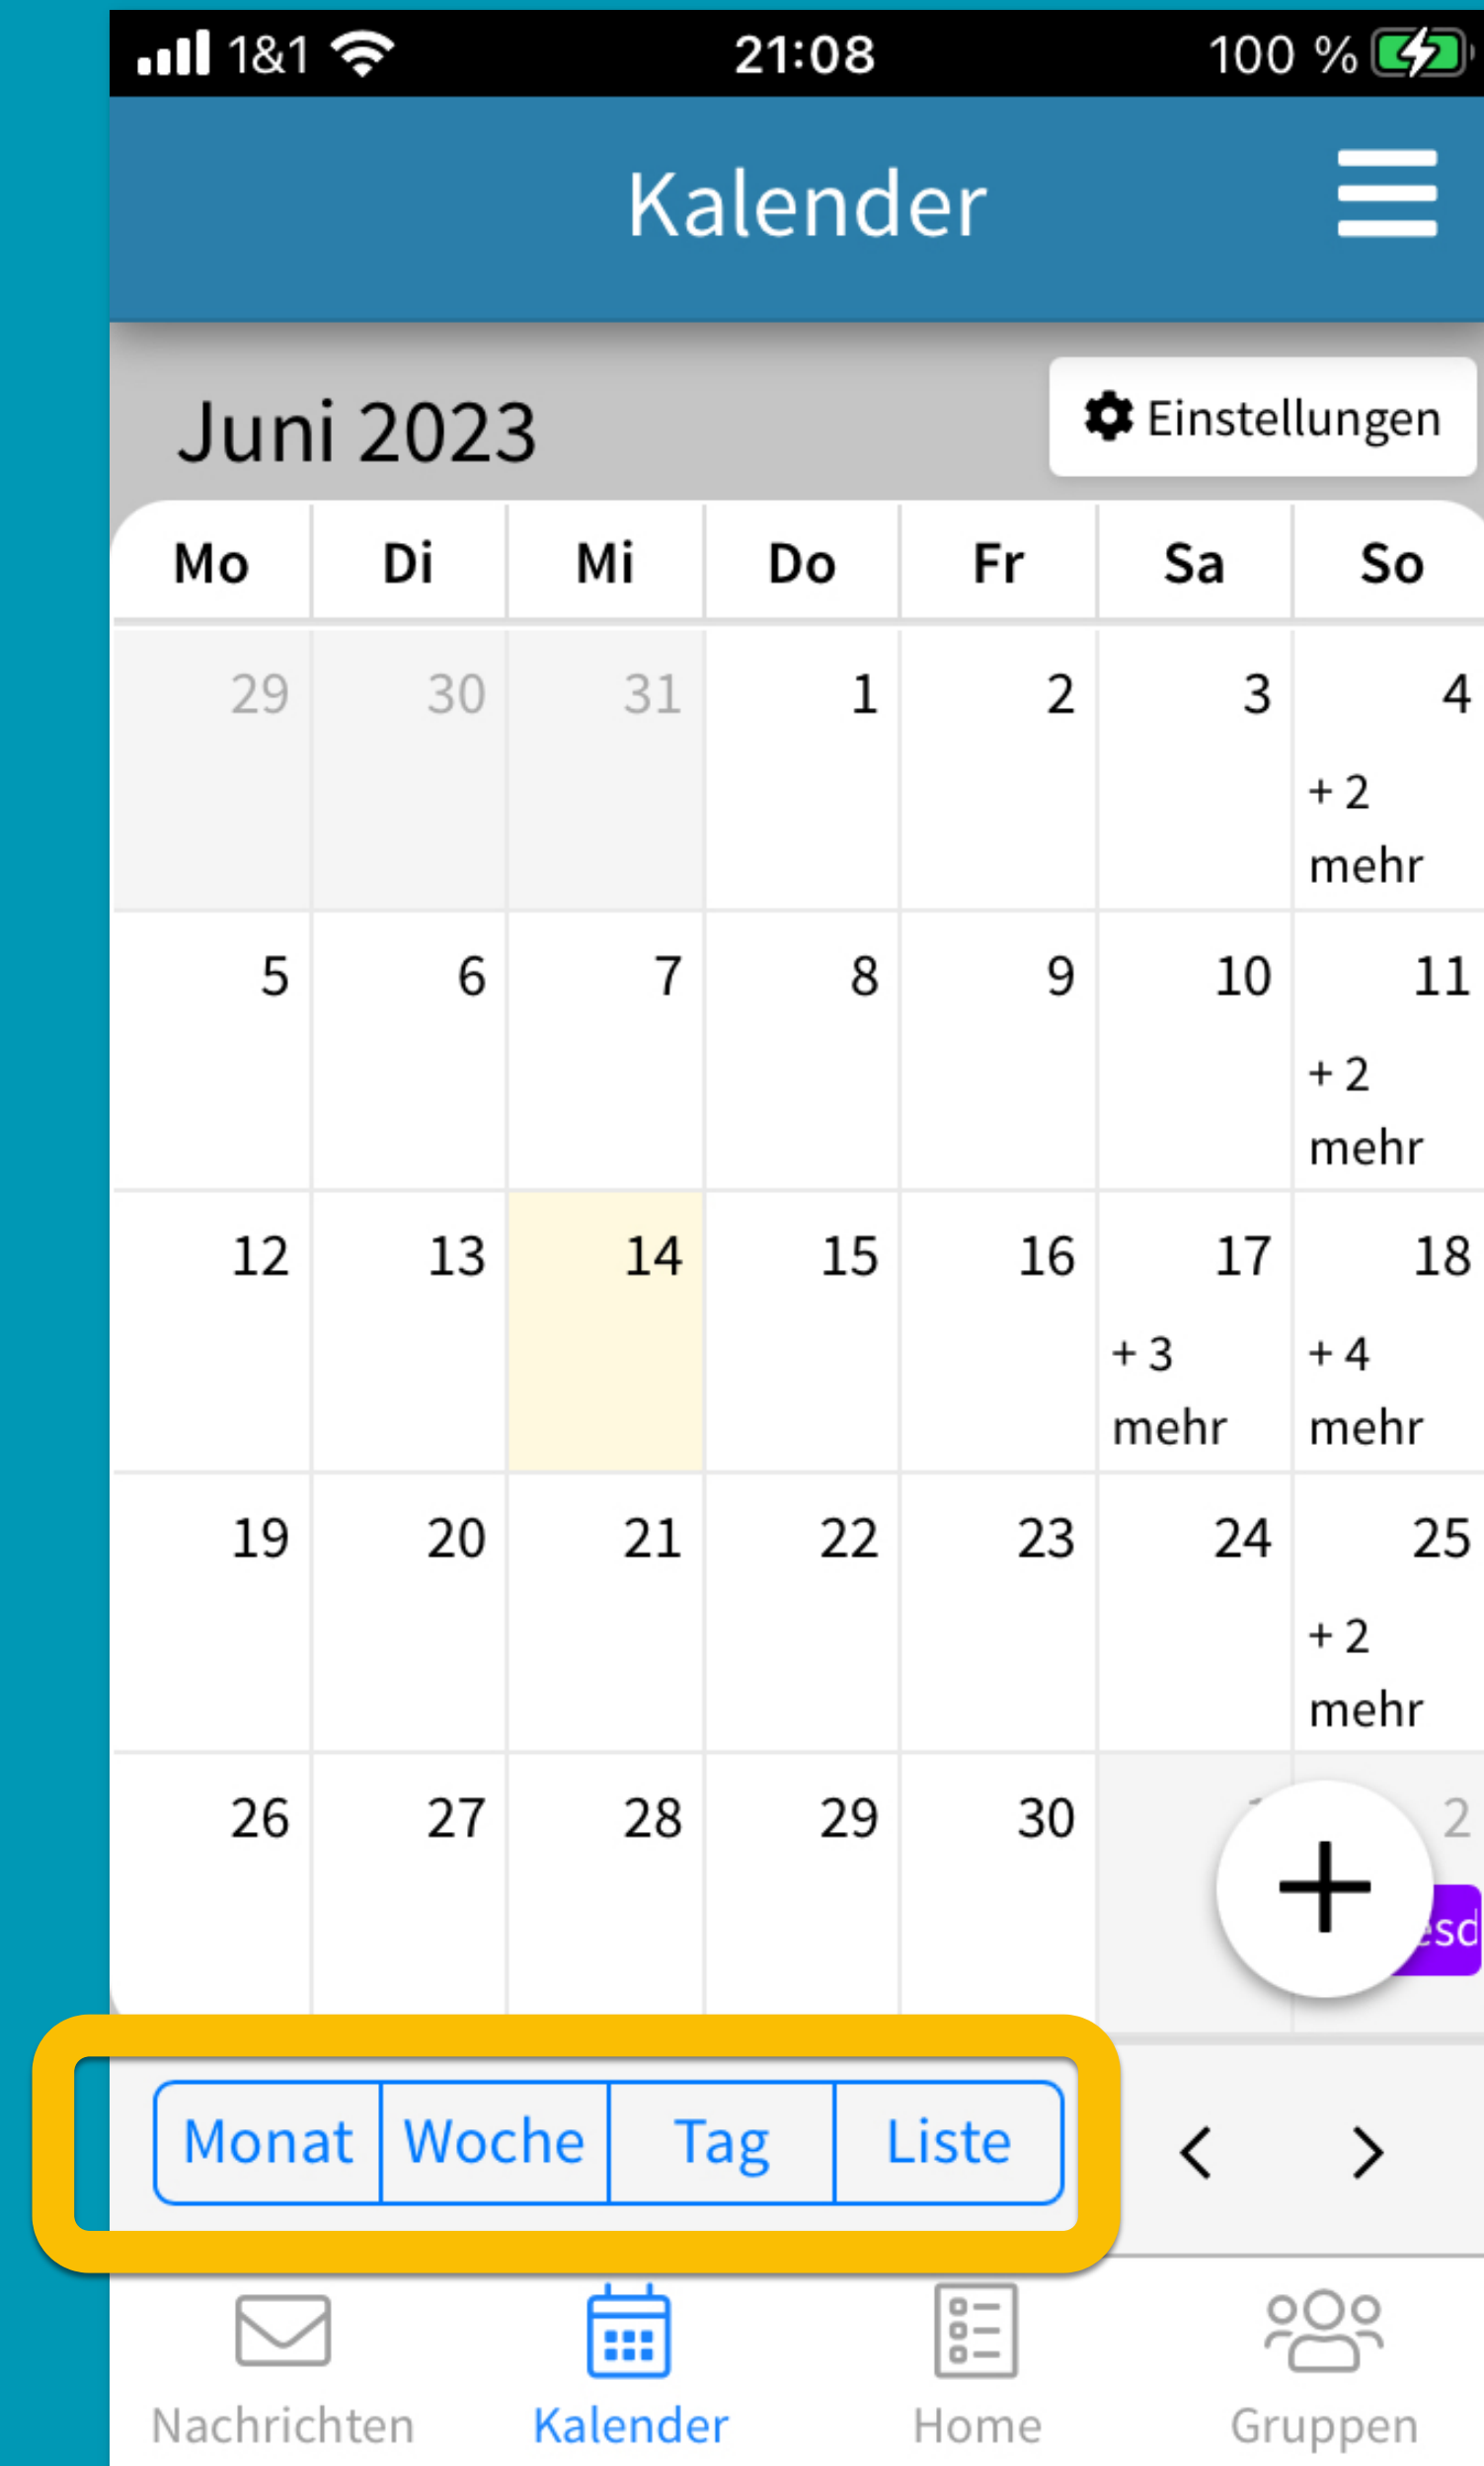 1&1 21:08 100 %
Kalender
Juni 2023 Einstellungen
Mo Di Mi Do Fr Sa So
29 30 31 1 2 3 4
+ 2
mehr
5 6 7 8 9 10 11
+ 2
mehr
12 13 14 15 16 17 18
+ 3 + 4
mehr mehr
19 20 21 22 23 24 25
+ 2
mehr
26 27 28 29 30 2
Monat Woche Tag Liste < >
Nachrichten Kalender Home Gruppen